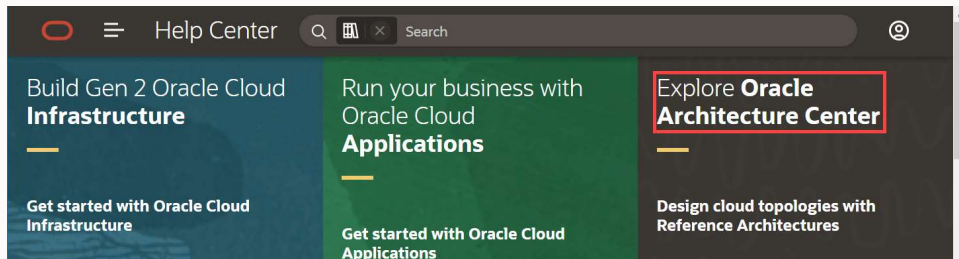 Help Center
Search
Build Gen 2 Oracle Cloud
Infrastructure
Get started with Oracle Cloud
Infrastructure
Run your business with
Oracle Cloud
Applications
Get started with Oracle Cloud
Applications
Explore Oracle
Architecture Center
Design cloud topologies with
Reference Architectures